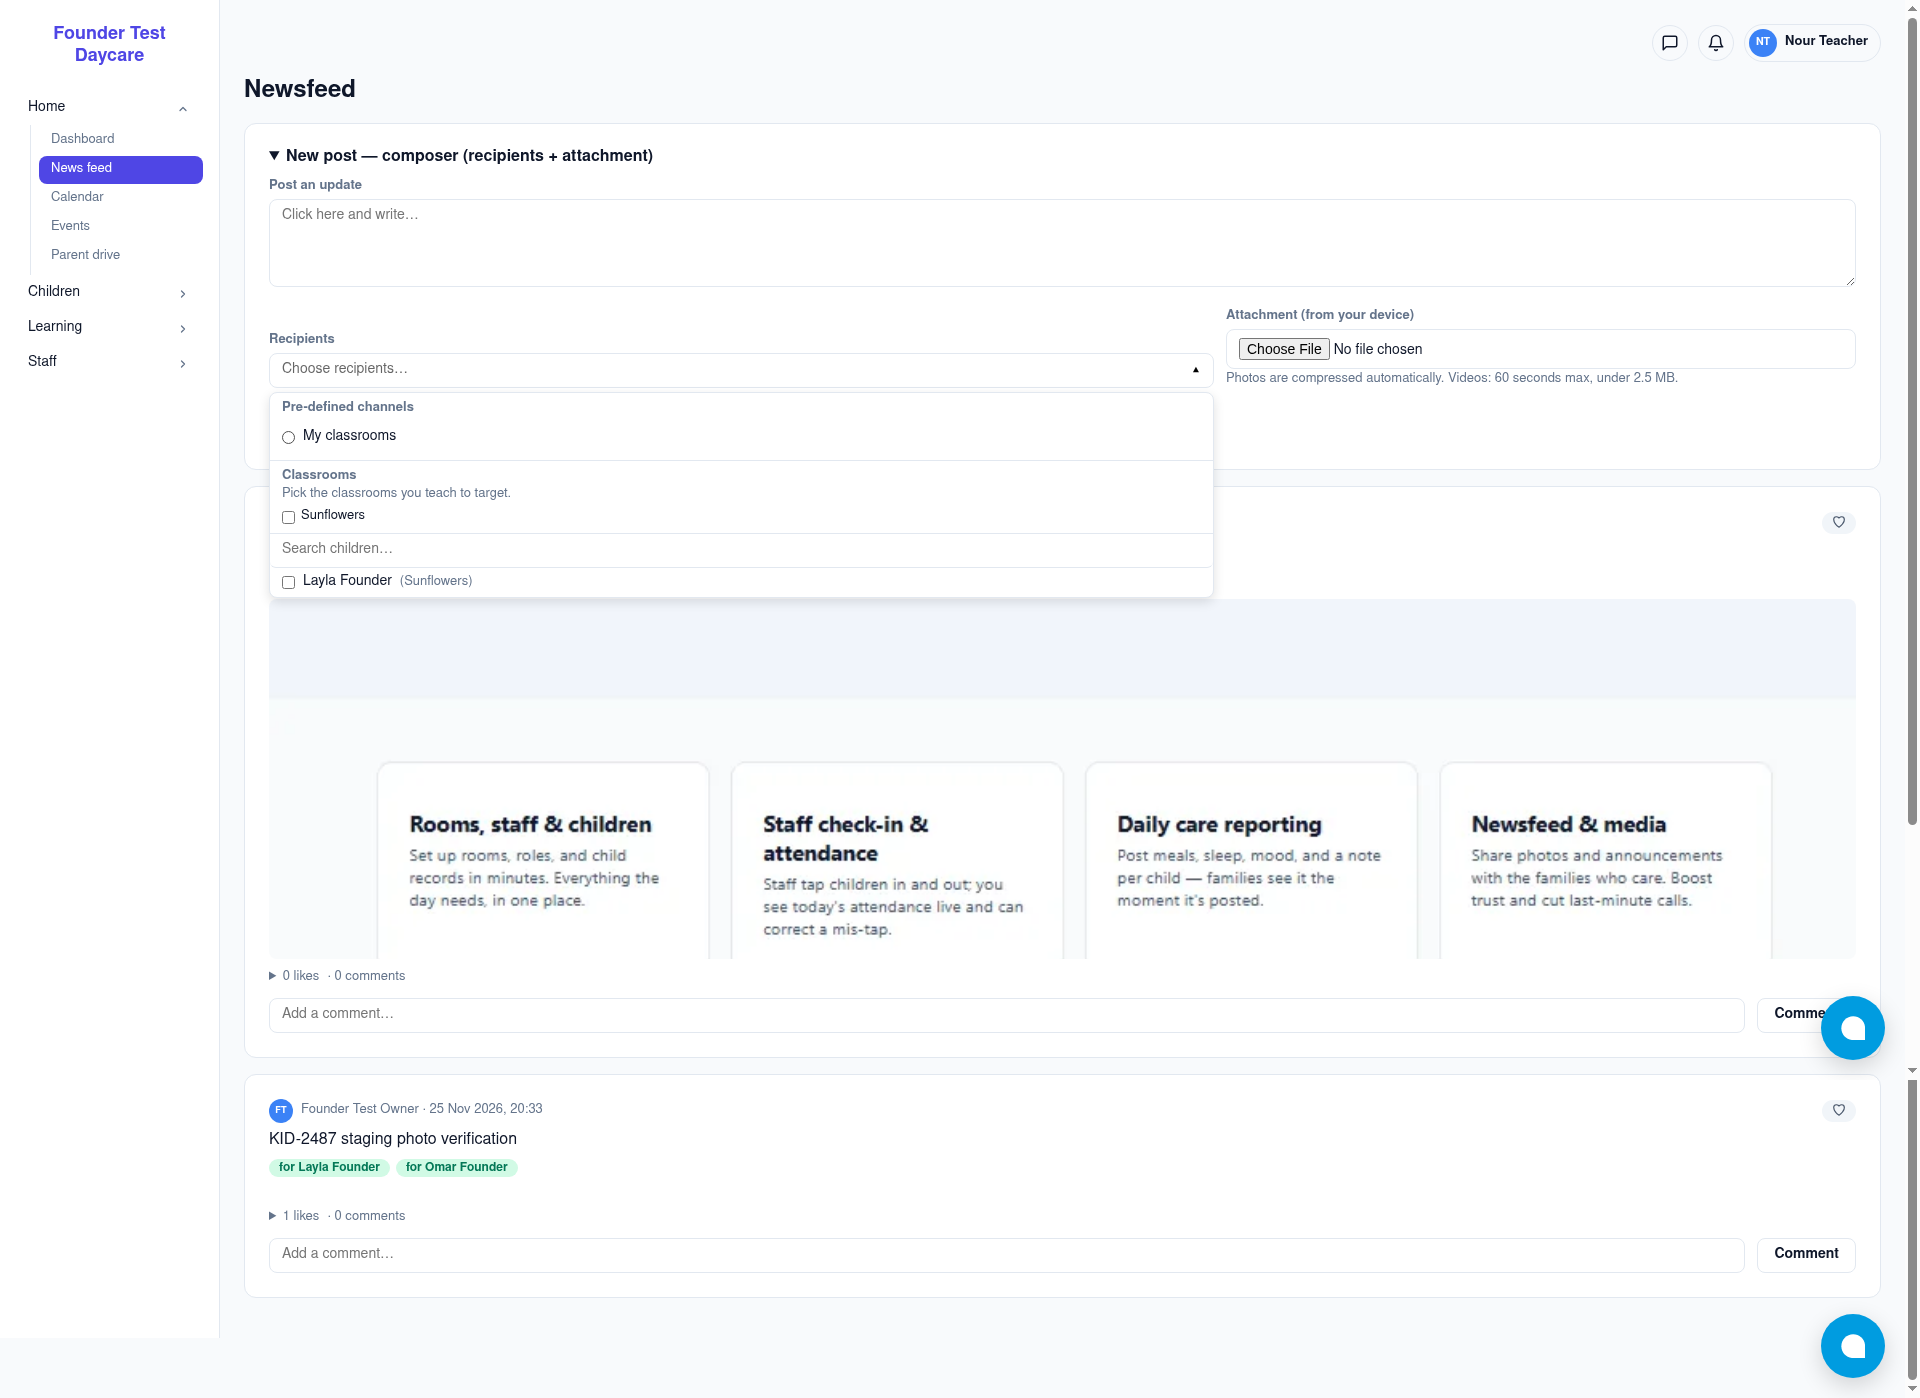 Founder Test
Daycare
Home
Dashboard
News feed
Calendar
Events
Parent drive
Children
Learning
Staff
NT
Nour Teacher
Newsfeed
▼ New post — composer (recipients + attachment)
Post an update
Click here and write…
Recipients
Choose recipients…
Attachment (from your device)
Choose File No file chosen
Photos are compressed automatically. Videos: 60 seconds max, under 2.5 MB.
Pre-defined channels
My classrooms
Classrooms
Pick the classrooms you teach to target.
Sunflowers
Search children…
Layla Founder (Sunflowers)
Rooms, staff & children
Set up rooms, roles, and child
records in minutes. Everything the
day needs, in one place.
Staff check-in &
attendance
Staff tap children in and out; you
see today's attendance live and can
correct a mis-tap.
Daily care reporting
Post meals, sleep, mood, and a note
per child — families see it the
moment it's posted.
Newsfeed & media
Share photos and announcements
with the families who care. Boost
trust and cut last-minute calls.
0 likes · 0 comments
Add a comment…
Comme
FT
Founder Test Owner · 25 Nov 2026, 20:33
KID-2487 staging photo verification
for Layla Founder
for Omar Founder
1 likes · 0 comments
Add a comment…
Comment